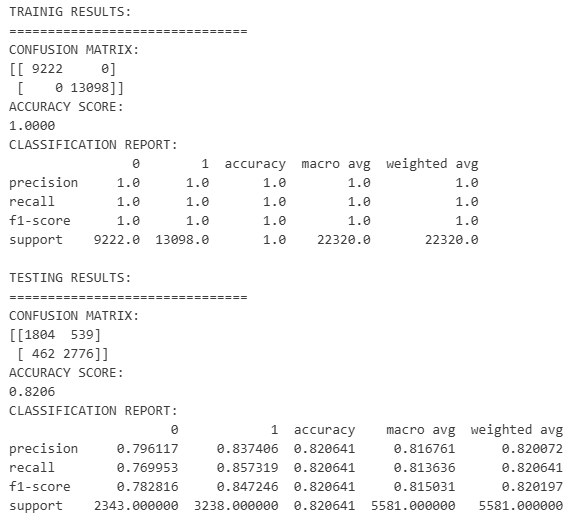 TRAINIG RESULTS:
===============================
CONFUSION MATRIX:
[[ 9222     0]
 [    0 13098]]
ACCURACY SCORE:
1.0000
CLASSIFICATION REPORT:
                0        1  accuracy  macro avg  weighted avg
precision     1.0      1.0       1.0        1.0           1.0
recall        1.0      1.0       1.0        1.0           1.0
f1-score      1.0      1.0       1.0        1.0           1.0
support    9222.0  13098.0       1.0    22320.0       22320.0

TESTING RESULTS:
===============================
CONFUSION MATRIX:
[[1804  539]
 [ 462 2776]]
ACCURACY SCORE:
0.8206
CLASSIFICATION REPORT:
                     0            1  accuracy    macro avg  weighted avg
precision     0.796117     0.837406  0.820641     0.816761      0.820072
recall        0.769953     0.857319  0.820641     0.813636      0.820641
f1-score      0.782816     0.847246  0.820641     0.815031      0.820197
support    2343.000000  3238.000000  0.820641  5581.000000   5581.000000